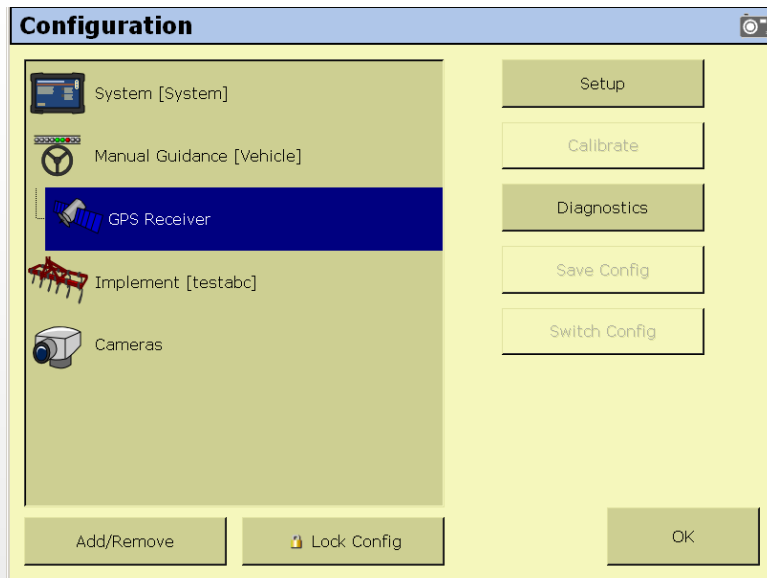 Configuration
System [System]
Manual Guidance [Vehicle]
GPS Receiver
Implement [testabc]
Cameras
Setup
Calibrate
Diagnostics
Save Config
Switch Config
Add/Remove
Lock Config
OK